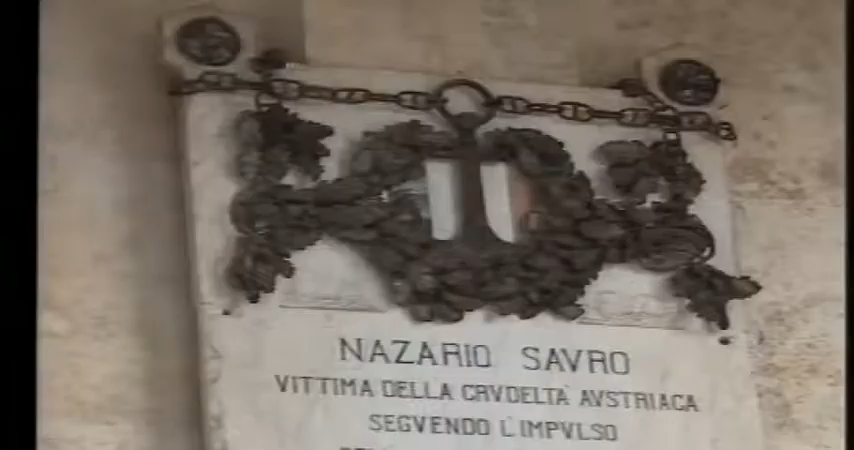 NAZARIO SAVRO
VITTIMA DELLA CRVDELTÀ AVSTRIACA
SEGVENDO L'IMPVLSO